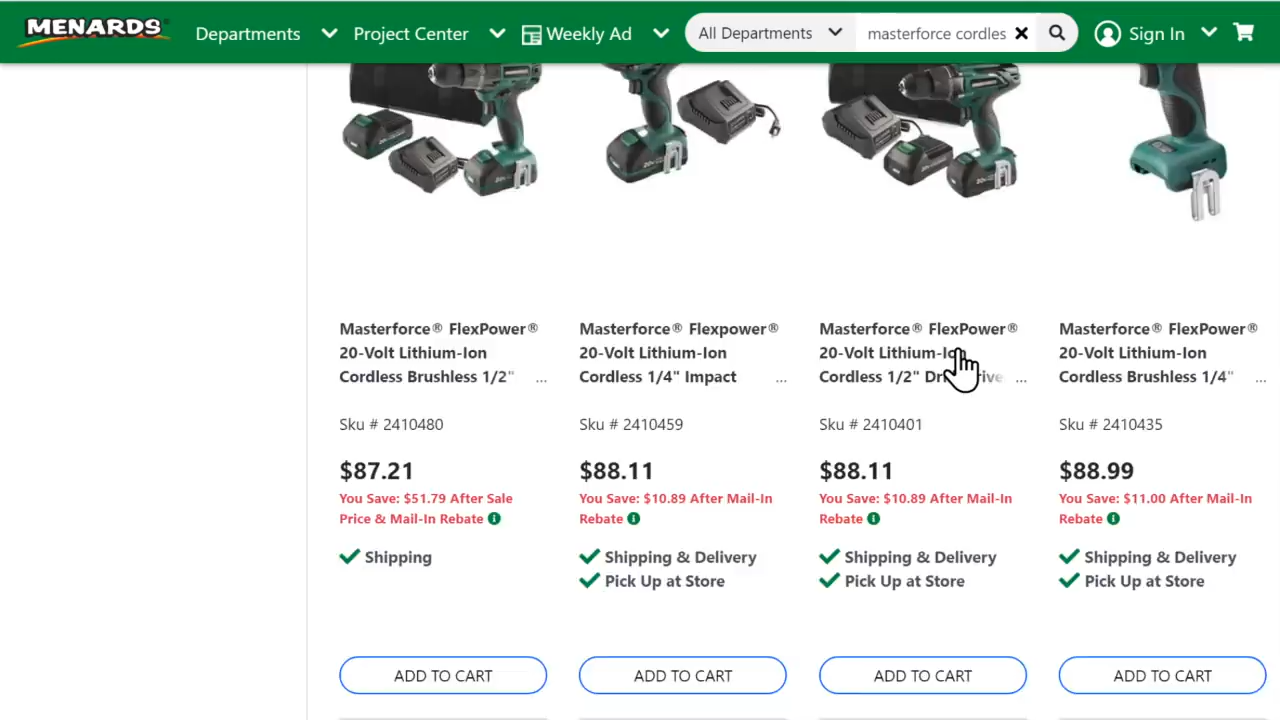 MENARDS
Departments
Project Center
Weekly Ad
All Departments
masterforce cordles
Sign In
Masterforce® FlexPower®
20-Volt Lithium-Ion
Cordless Brushless 1/2" ...
Sku # 2410480
$87.21
You Save: $51.79 After Sale
Price & Mail-In Rebate
Shipping
ADD TO CART
Masterforce® Flexpower®
20-Volt Lithium-Ion
Cordless 1/4" Impact ...
Sku # 2410459
$88.11
You Save: $10.89 After Mail-In
Rebate
Shipping & Delivery
Pick Up at Store
ADD TO CART
Masterforce® FlexPower®
20-Volt Lithium-Ion
Cordless 1/2" ...
Sku # 2410401
$88.11
You Save: $10.89 After Mail-In
Rebate
Shipping & Delivery
Pick Up at Store
ADD TO CART
Masterforce® FlexPower®
20-Volt Lithium-Ion
Cordless Brushless 1/4" ...
Sku # 2410435
$88.99
You Save: $11.00 After Mail-In
Rebate
Shipping & Delivery
Pick Up at Store
ADD TO CART